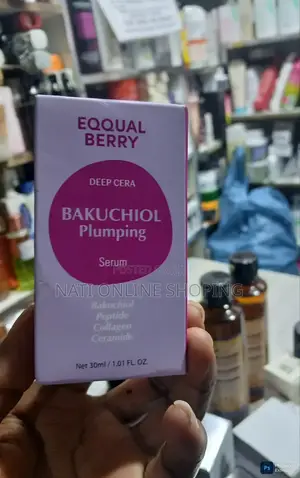 EQQUAL
BERRY
DEEP CERA
BAKUCHIOL
Plumping
Serum
NATI ONLINE SHOPING
Bakuchiol
Peptide
Collagen
Ceramide
Net 30ml / 1.01 FL. OZ.